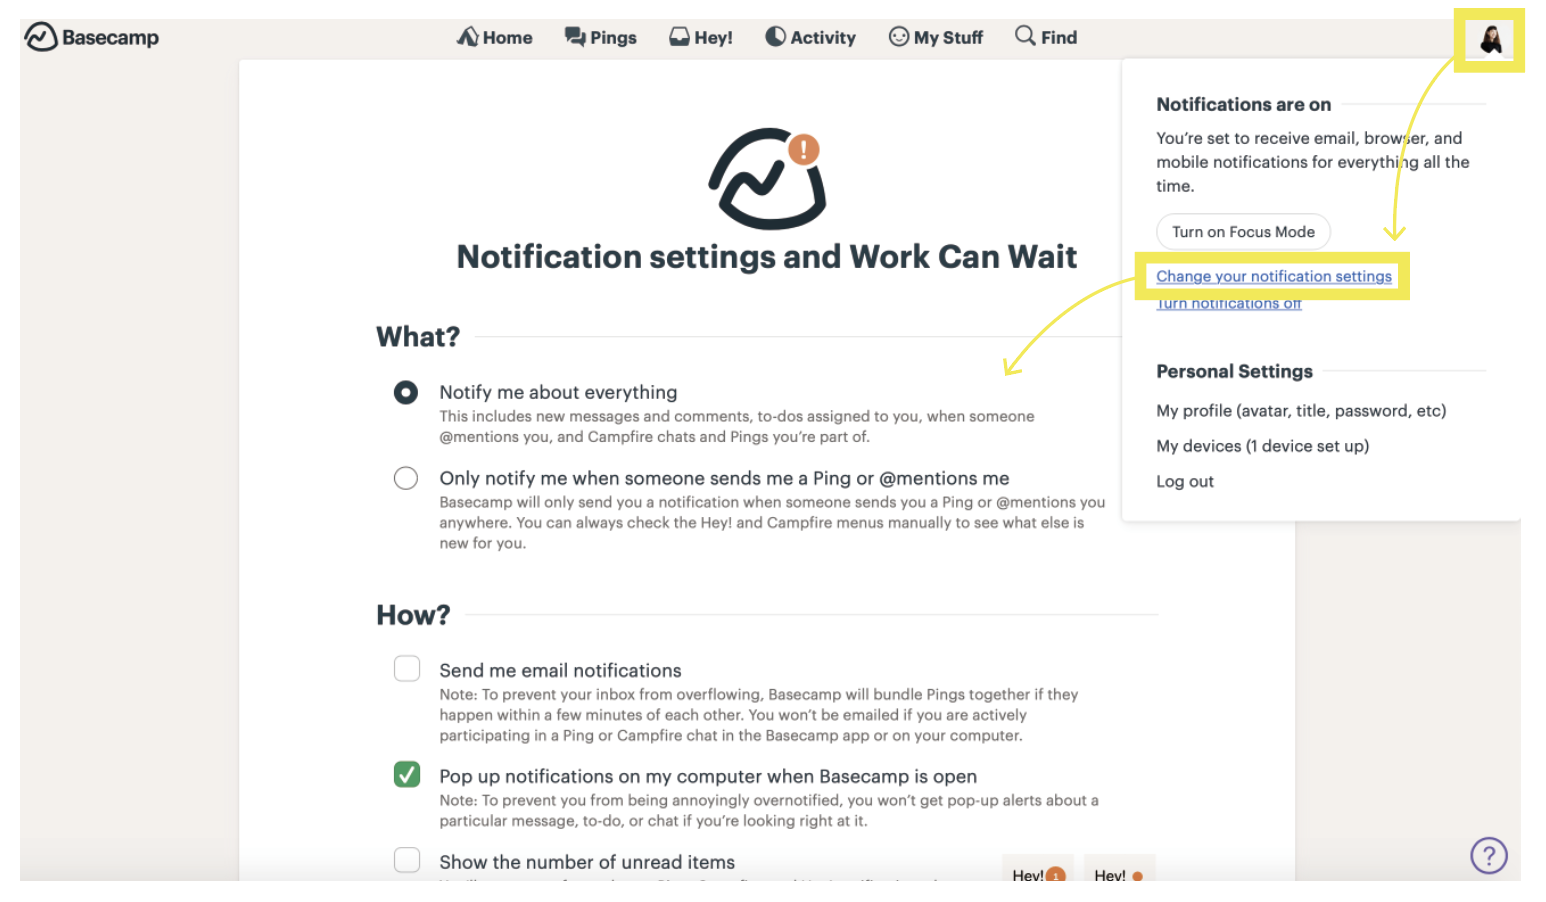 Basecamp
Home
Pings
Hey!
Activity
My Stuff
Find
Notifications are on
You're set to receive email, browser, and
mobile notifications for everything all the
time.
Turn on Focus Mode
Change your notification settings
Turn notifications off
Personal Settings
My profile (avatar, title, password, etc)
My devices (1 device set up)
Log out
!
Notification settings and Work Can Wait
What?
Notify me about everything
This includes new messages and comments, to-dos assigned to you, when someone
@mentions you, and Campfire chats and Pings you're part of.
Only notify me when someone sends me a Ping or @mentions me
Basecamp will only send you a notification when someone sends you a Ping or @mentions you
anywhere. You can always check the Hey! and Campfire menus manually to see what else is
new for you.
How?
Send me email notifications
Note: To prevent your inbox from overflowing, Basecamp will bundle Pings together if they
happen within a few minutes of each other. You won't be emailed if you are actively
participating in a Ping or Campfire chat in the Basecamp app or on your computer.
Pop up notifications on my computer when Basecamp is open
Note: To prevent you from being annoyingly overnotified, you won't get pop-up alerts about a
particular message, to-do, or chat if you're looking right at it.
Show the number of unread items
Hey! 1
Hey!
?